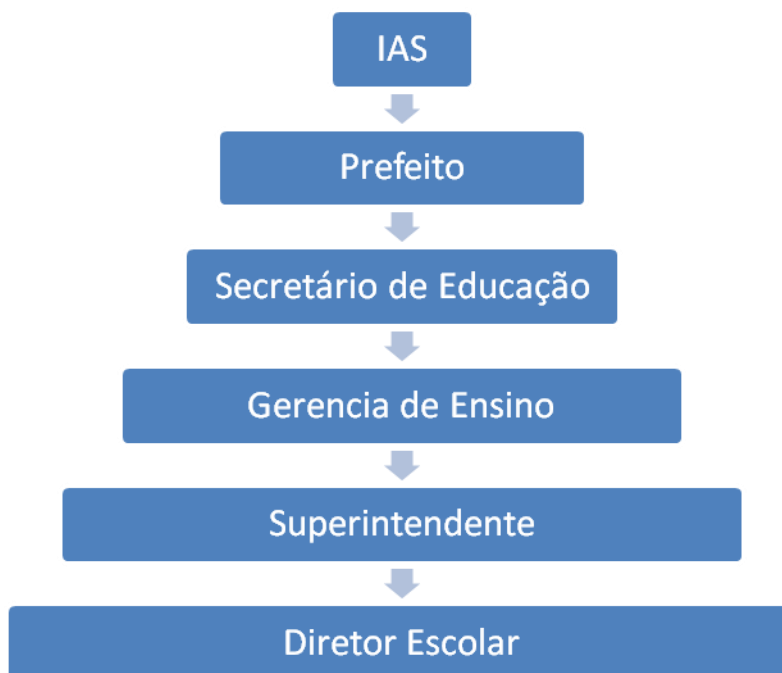 IAS
Prefeito
Secretário de Educação
Gerencia de Ensino
Superintendente
Diretor Escolar